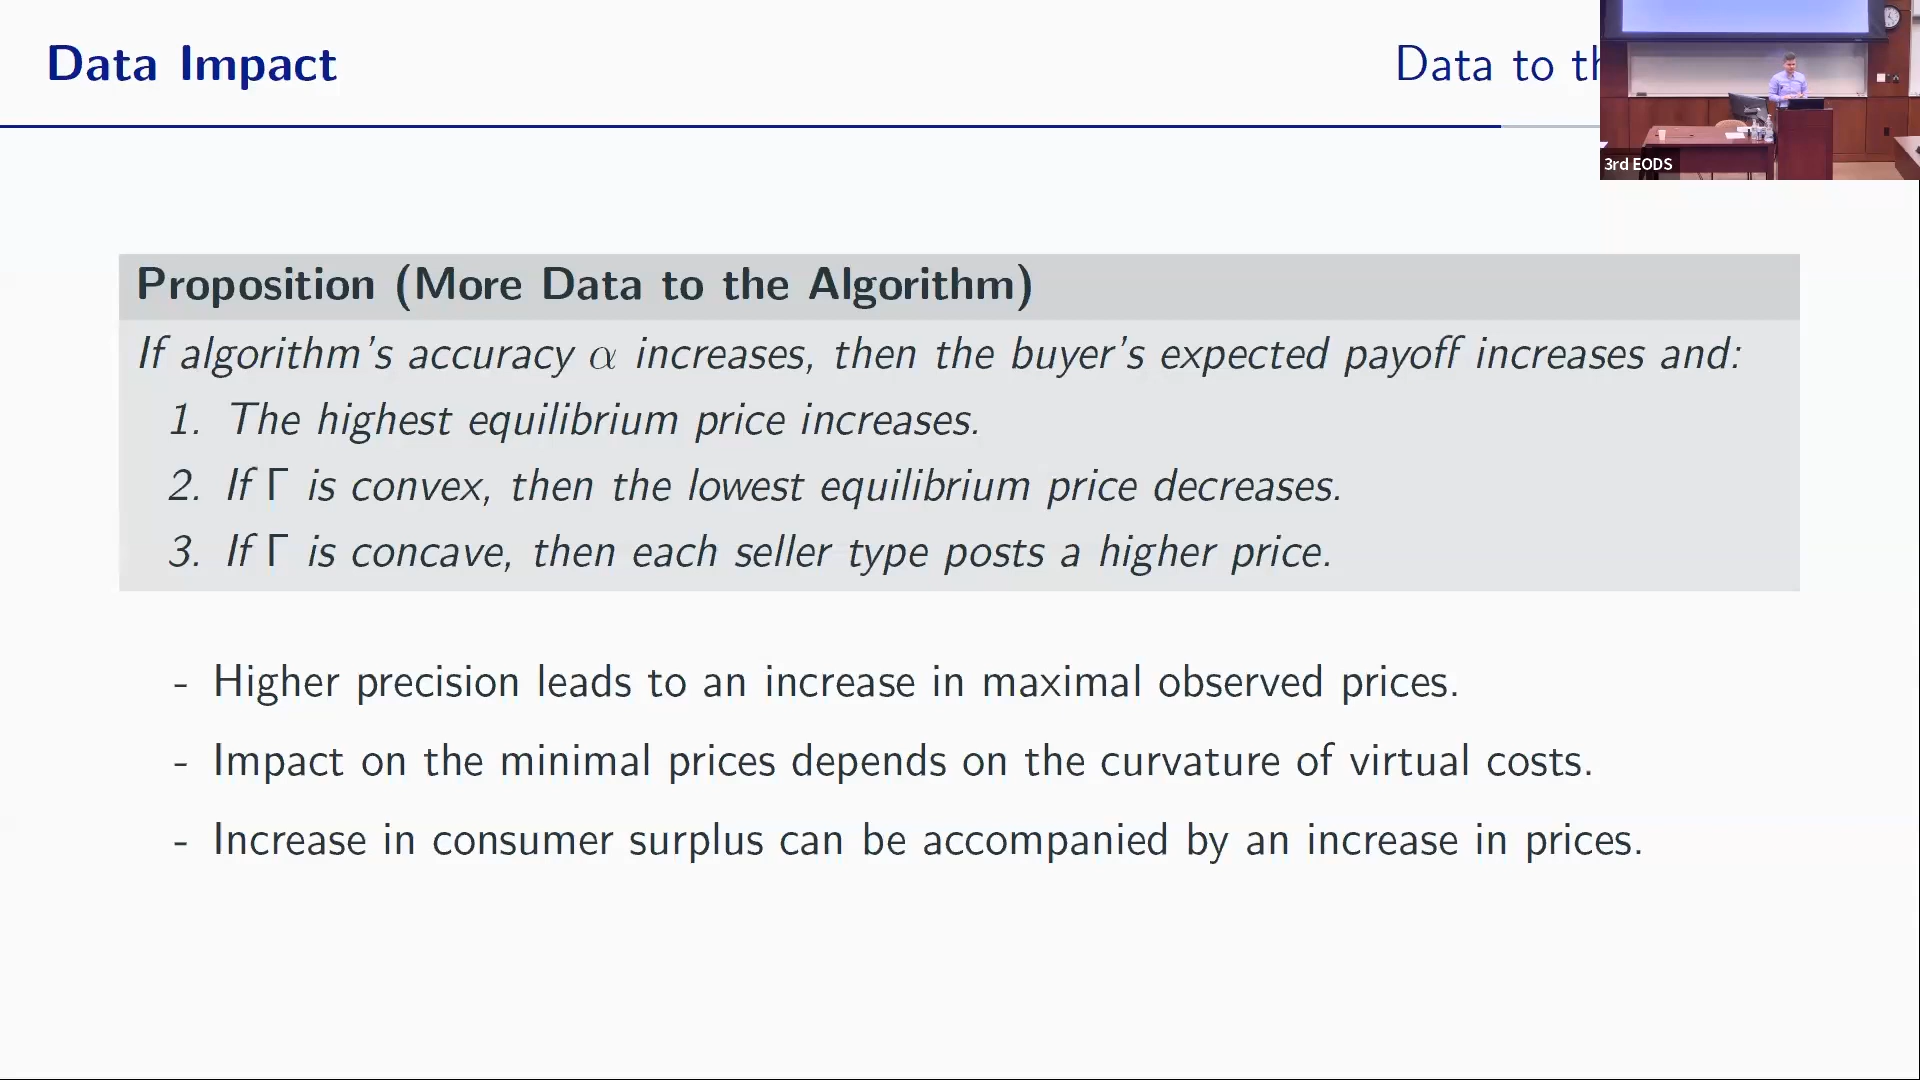 Data Impact
Data to th
3rd EODS
Proposition (More Data to the Algorithm)
If algorithm's accuracy α increases, then the buyer's expected payoff increases and:
1. The highest equilibrium price increases.
2. If Γ is convex, then the lowest equilibrium price decreases.
3. If Γ is concave, then each seller type posts a higher price.
- Higher precision leads to an increase in maximal observed prices.
- Impact on the minimal prices depends on the curvature of virtual costs.
- Increase in consumer surplus can be accompanied by an increase in prices.